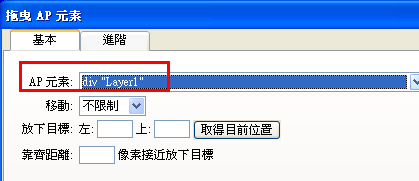 拖曳 AP 元素
基本 進階
AP 元素: div "Layer1"
移動: 不限制
放下目標: 左: 上: 取得目前位置
靠齊距離: 像素接近放下目標